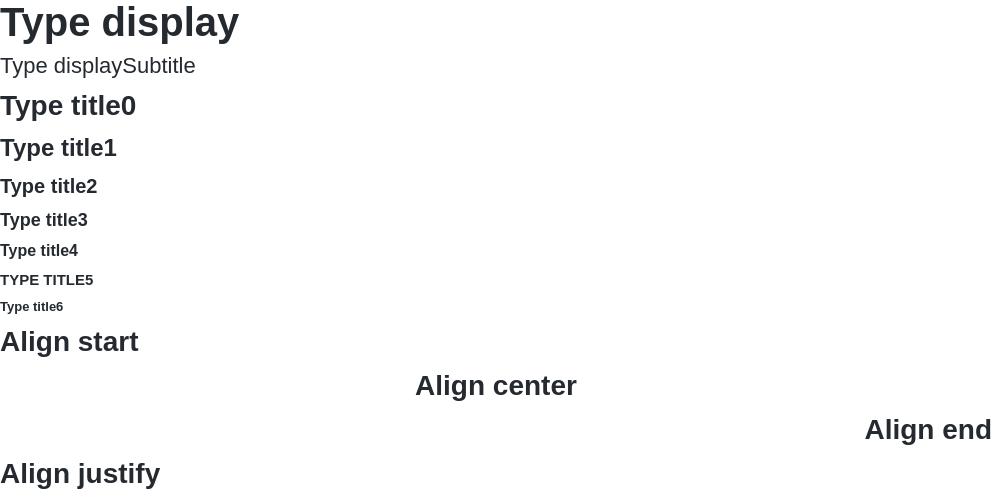 Type display
Type displaySubtitle
Type title0
Type title1
Type title2
Type title3
Type title4
TYPE TITLE5
Type title6
Align start
Align center
Align end
Align justify